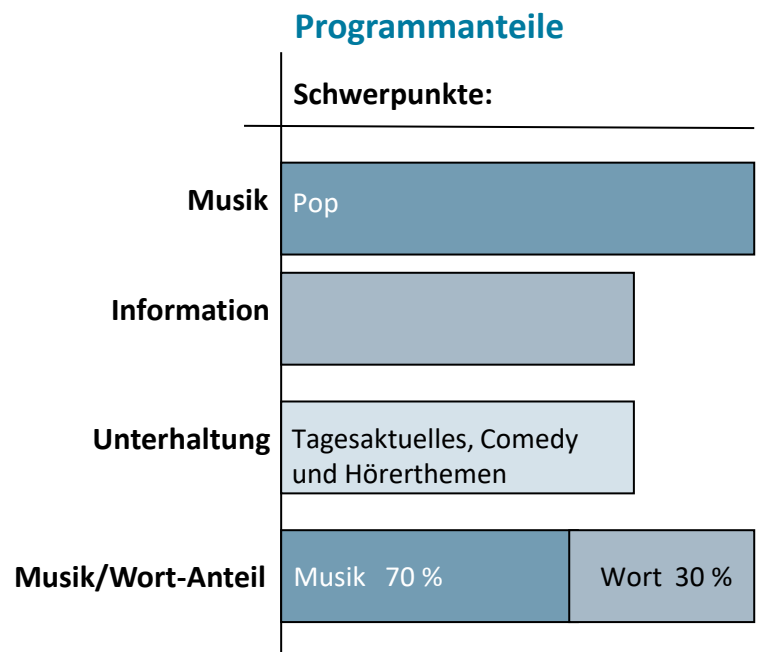 Programmanteile
Schwerpunkte:
Musik Pop
Information
Unterhaltung Tagesaktuelles, Comedy
und Hörerthemen
Musik/Wort-Anteil Musik 70 % Wort 30 %